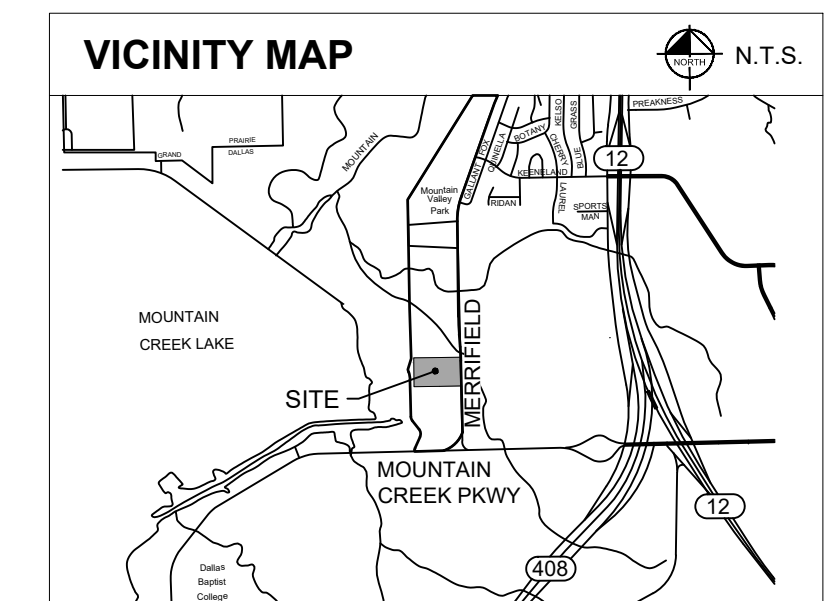 VICINITY MAP
NORTH
N.T.S.
PREAKNESS
KELSO
GRASS
BLUE
BOTANY
CHERRY
LAUREL
QUINELLA
GALLANT FOX
KEENELAND
12
GRAND
PRAIRIE
DALLAS
MOUNTAIN
Mountain
Valley
Park
RIDAN
SPORTS
MAN
MOUNTAIN
CREEK LAKE
MERRIFIELD
SITE
MOUNTAIN
CREEK PKWY
12
408
Dallas
Baptist
College